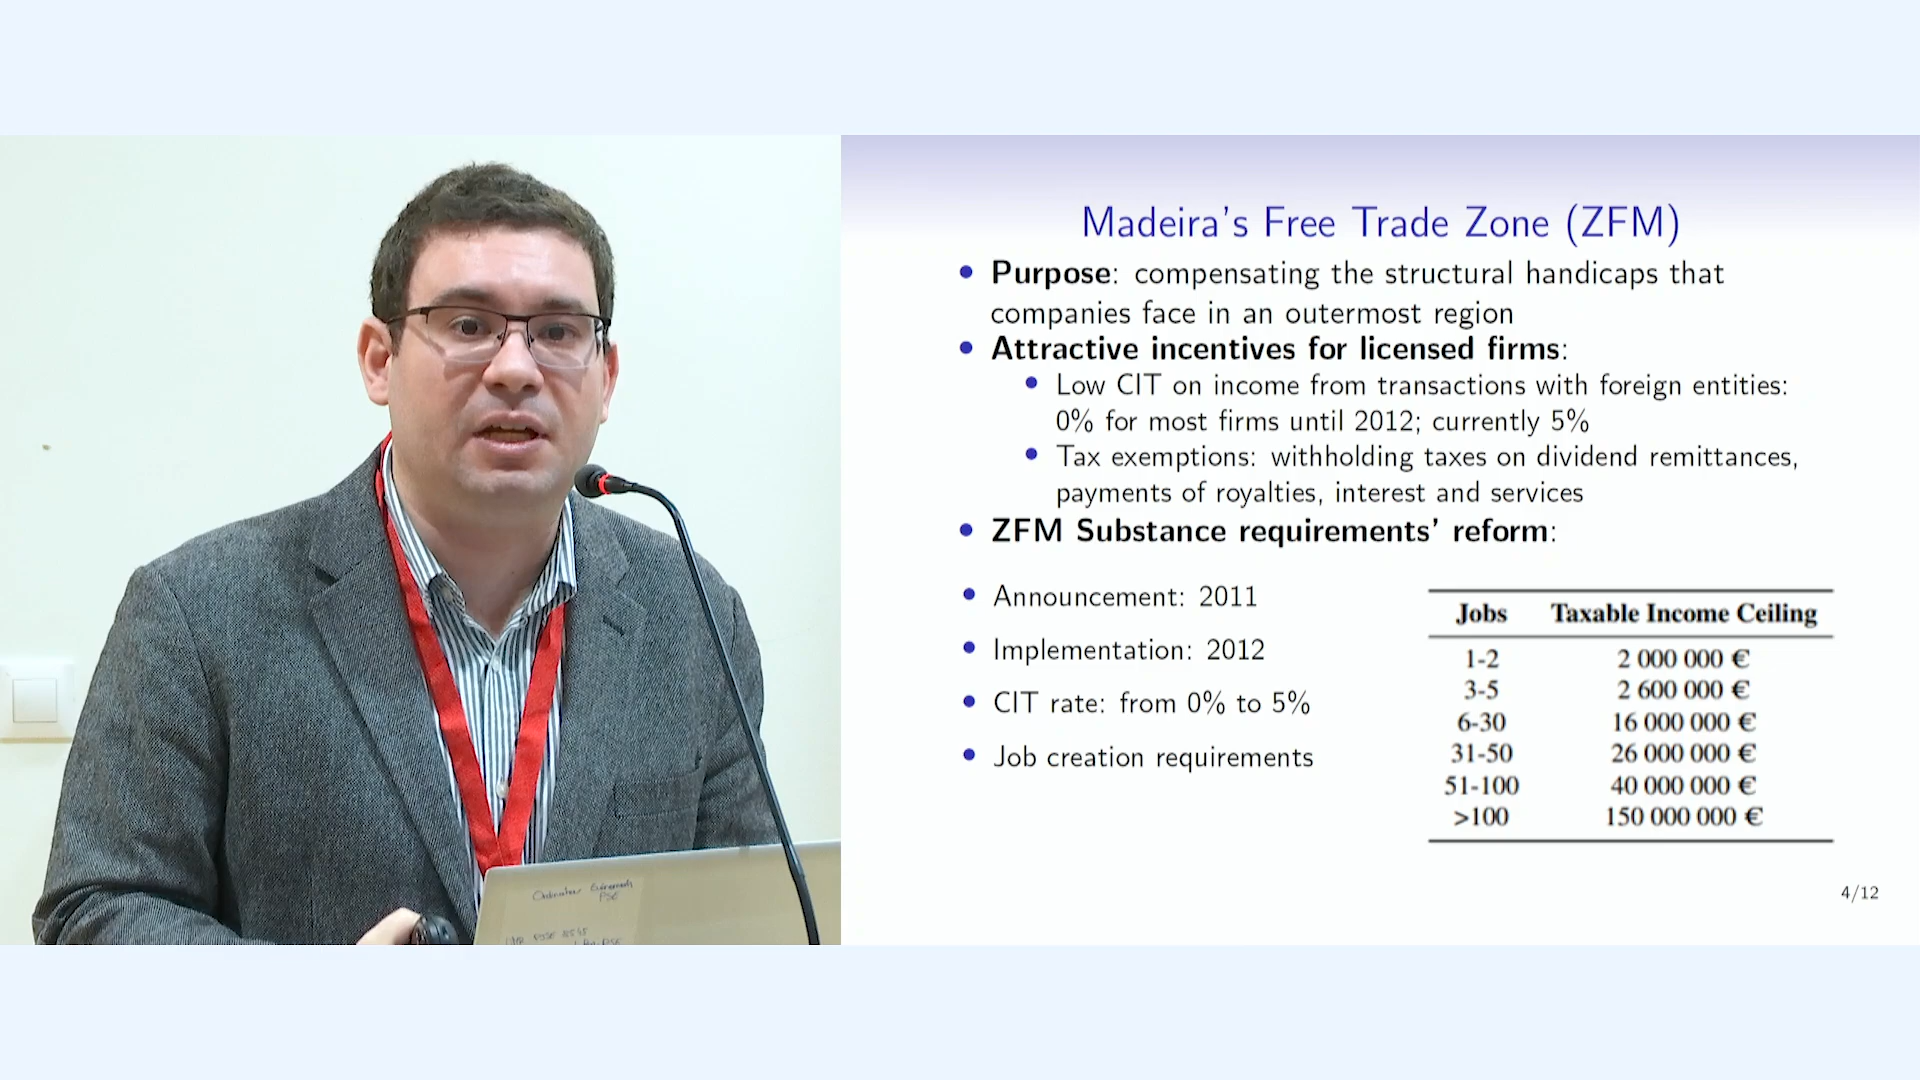 Madeira's Free Trade Zone (ZFM)
• Purpose: compensating the structural handicaps that
companies face in an outermost region
• Attractive incentives for licensed firms:
• Low CIT on income from transactions with foreign entities:
0% for most firms until 2012; currently 5%
• Tax exemptions: withholding taxes on dividend remittances,
payments of royalties, interest and services
• ZFM Substance requirements' reform:
• Announcement: 2011
• Implementation: 2012
• CIT rate: from 0% to 5%
• Job creation requirements
Jobs Taxable Income Ceiling
1-2 2 000 000 €
3-5 2 600 000 €
6-30 16 000 000 €
31-50 26 000 000 €
51-100 40 000 000 €
>100 150 000 000 €
4/12
PSE